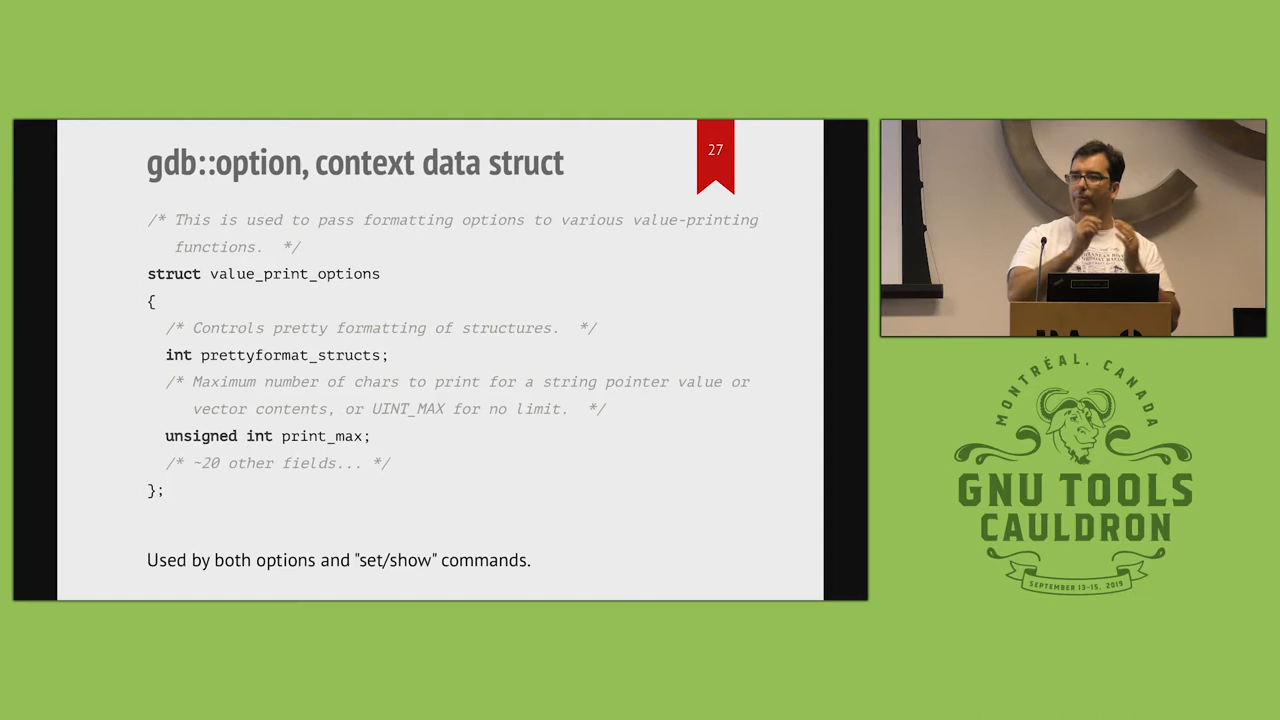 gdb::option, context data struct
27
/* This is used to pass formatting options to various value-printing
functions.  */
struct value_print_options
{
/* Controls pretty formatting of structures.  */
int prettyformat_structs;
/* Maximum number of chars to print for a string pointer value or
vector contents, or UINT_MAX for no limit.  */
unsigned int print_max;
/* ~20 other fields... */
};
Used by both options and "set/show" commands.
MONTRÉAL, CANADA
GNU TOOLS
CAULDRON
SEPTEMBER 13-15, 2019